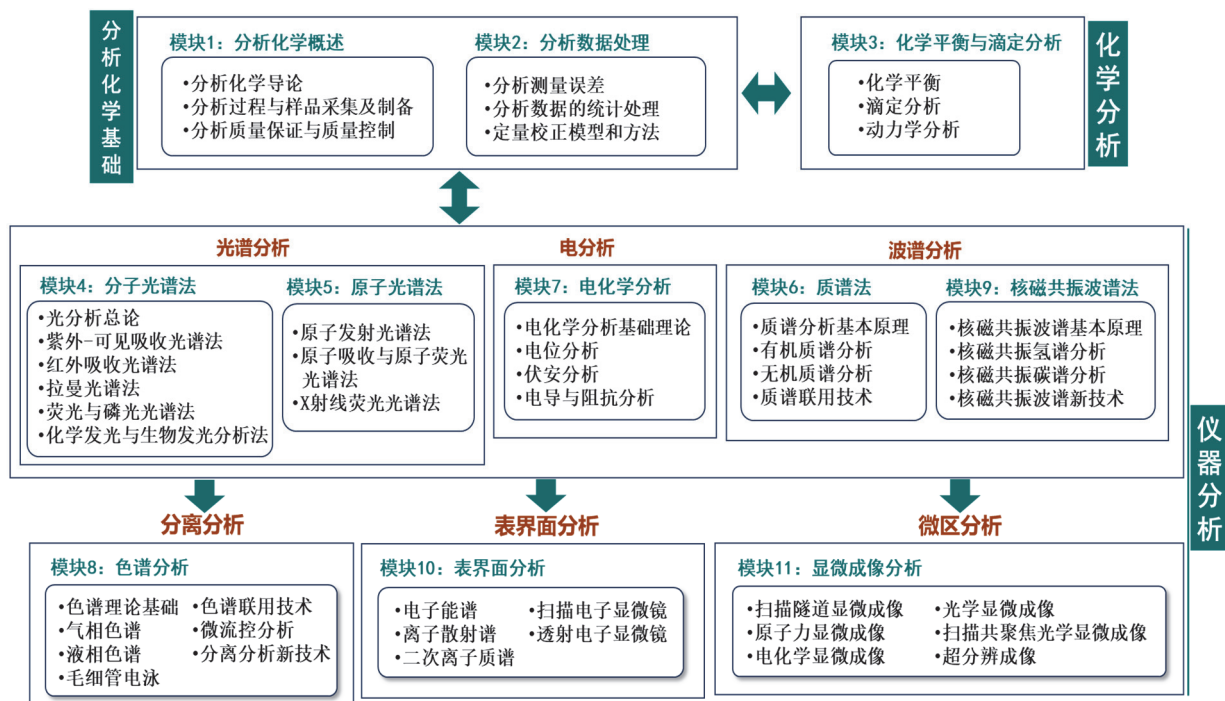 分析化学基础
模块1：分析化学概述
•分析化学导论
•分析过程与样品采集及制备
•分析质量保证与质量控制
模块2：分析数据处理
•分析测量误差
•分析数据的统计处理
•定量校正模型和方法
模块3：化学平衡与滴定分析
•化学平衡
•滴定分析
•动力学分析
化学分析
光谱分析
模块4：分子光谱法
•光分析总论
•紫外-可见吸收光谱法
•红外吸收光谱法
•拉曼光谱法
•荧光与磷光光谱法
•化学发光与生物发光分析法
模块5：原子光谱法
•原子发射光谱法
•原子吸收与原子荧光
光谱法
•X射线荧光光谱法
电分析
模块7：电化学分析
•电化学分析基础理论
•电位分析
•伏安分析
•电导与阻抗分析
波谱分析
模块6：质谱法
•质谱分析基本原理
•有机质谱分析
•无机质谱分析
•质谱联用技术
模块9：核磁共振波谱法
•核磁共振波谱基本原理
•核磁共振氢谱分析
•核磁共振碳谱分析
•核磁共振波谱新技术
仪器分析
分离分析
模块8：色谱分析
•色谱理论基础
•气相色谱
•液相色谱
•毛细管电泳
•色谱联用技术
•微流控分析
•分离分析新技术
表界面分析
模块10：表界面分析
•电子能谱
•离子散射谱
•二次离子质谱
•扫描电子显微镜
•透射电子显微镜
微区分析
模块11：显微成像分析
•扫描隧道显微成像
•原子力显微成像
•电化学显微成像
•光学显微成像
•扫描共聚焦光学显微成像
•超分辨成像